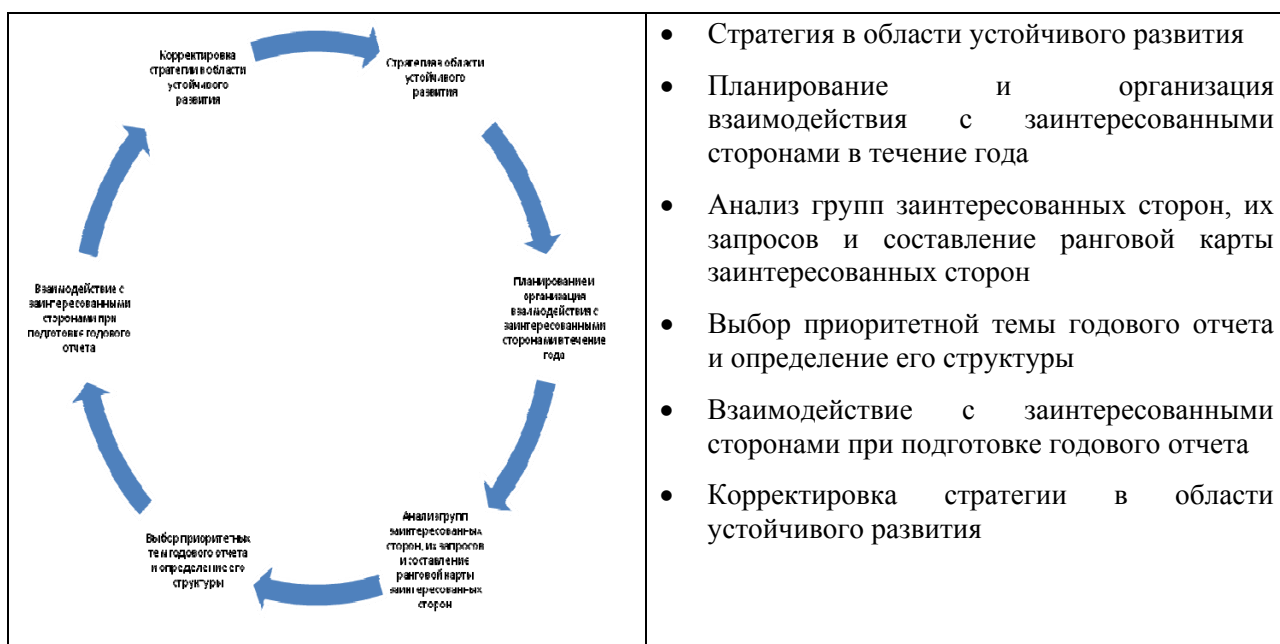 Корректировка
стратегии в области
устойчивого
развития
Стратегия в области
устойчивого
развития
Планирование и
организация
взаимодействия с
заинтересованными
сторонами в течение
года
Анализ групп
заинтересованных
сторон, их запросов
и составление
ранговой карты
заинтересованных
сторон
Выбор приоритетных
тем годового отчета
и определение его
структуры
Взаимодействие с
заинтересованными
сторонами при
подготовке годового
отчета
• Стратегия в области устойчивого развития
• Планирование и организация
взаимодействия с заинтересованными
сторонами в течение года
• Анализ групп заинтересованных сторон, их
запросов и составление ранговой карты
заинтересованных сторон
• Выбор приоритетной темы годового отчета
и определение его структуры
• Взаимодействие с заинтересованными
сторонами при подготовке годового отчета
• Корректировка стратегии в области
устойчивого развития